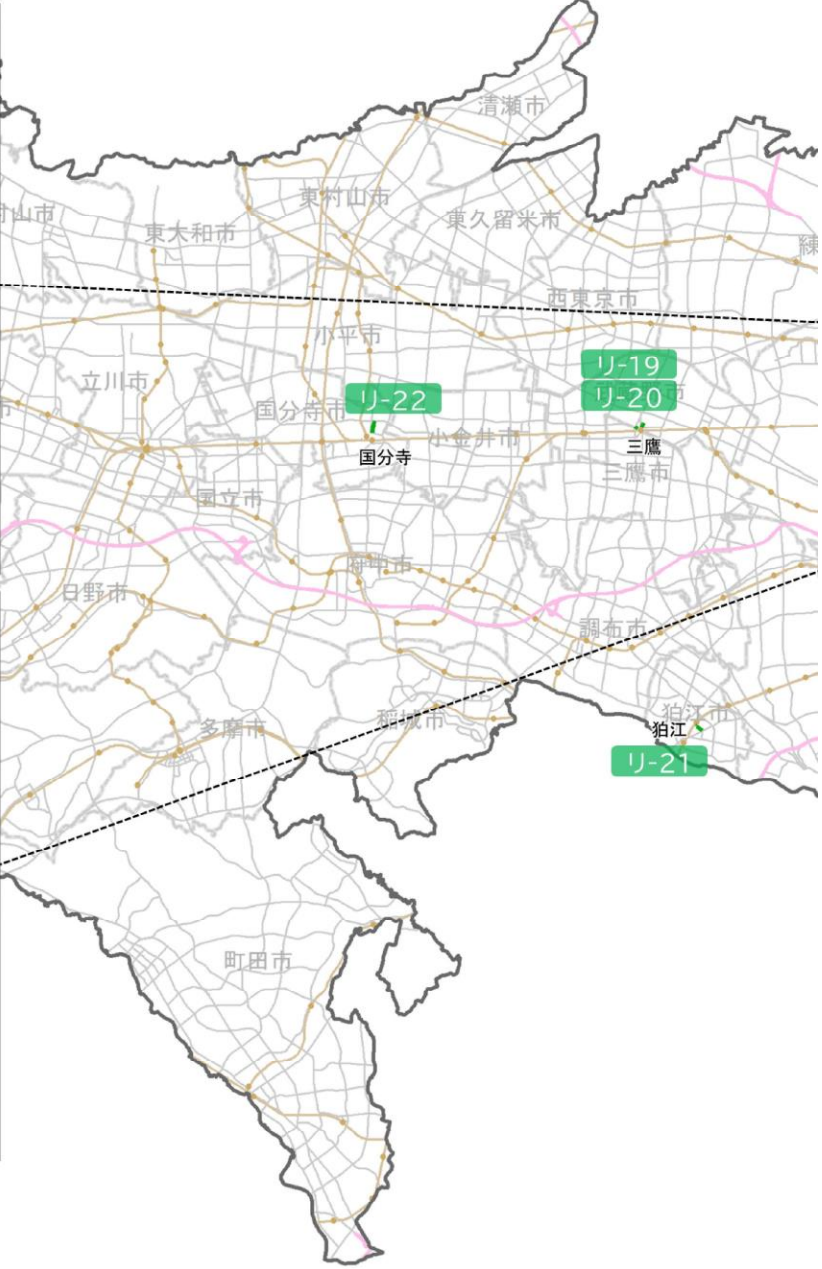 清瀬市
東村山市
村山市
東久留米市
東大和市
練
西東京市
小平市
リ-19
立川市
リ-22
リ-20
市
国分寺市
市
小金井市
三鷹
国分寺
三鷹市
国立市
府中市
日野市
調布市
狛江市
稲城市
多摩市
狛江
リ-21
町田市